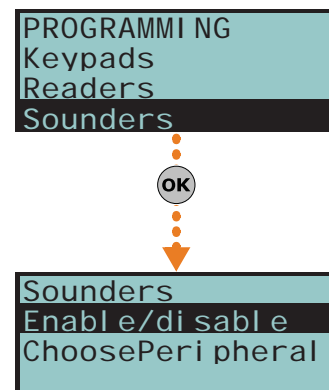 PROGRAMMING
Keypads
Readers
Sounders
OK
Sounders
Enable/disable
ChoosePeripheral